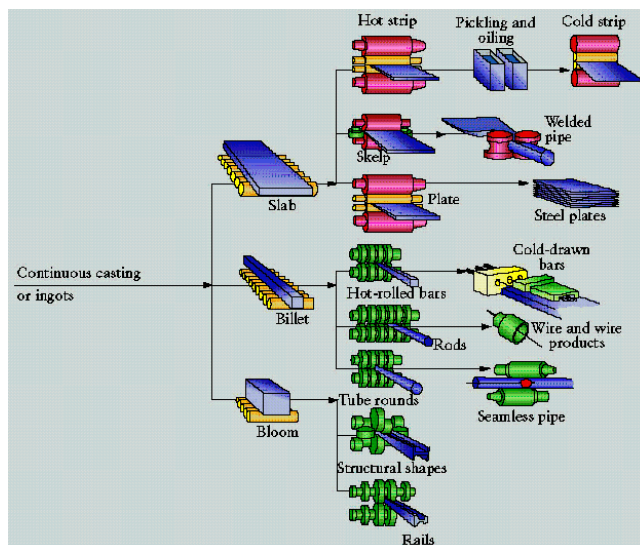 Hot strip
Pickling and
oiling
Cold strip
Skelp
Welded
pipe
Slab
Plate
Steel plates
Continuous casting
or ingots
Billet
Hot-rolled bars
Cold-drawn
bars
Rods
Wire and wire
products
Tube rounds
Seamless pipe
Bloom
Structural shapes
Rails